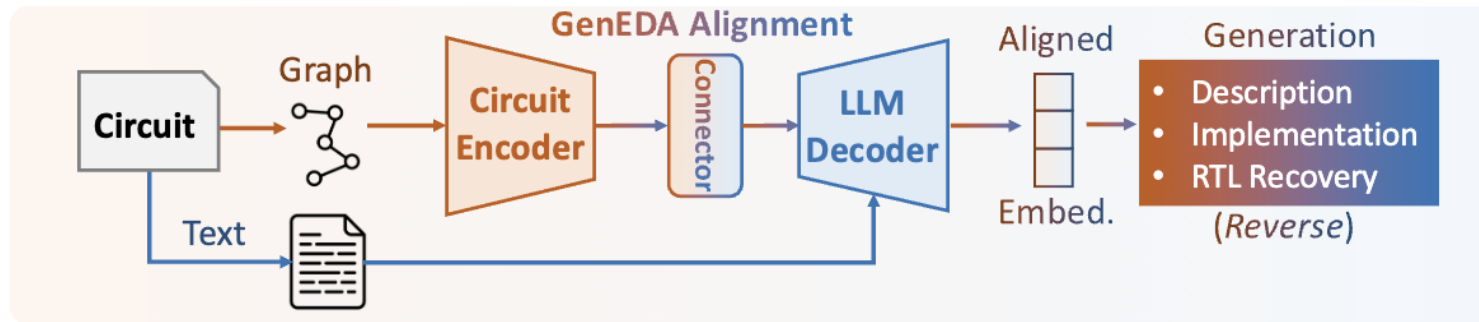 GenEDA Alignment
Circuit
Graph
Text
Circuit
Encoder
Connector
LLM
Decoder
Aligned
Embed.
Generation
• Description
• Implementation
• RTL Recovery
(Reverse)